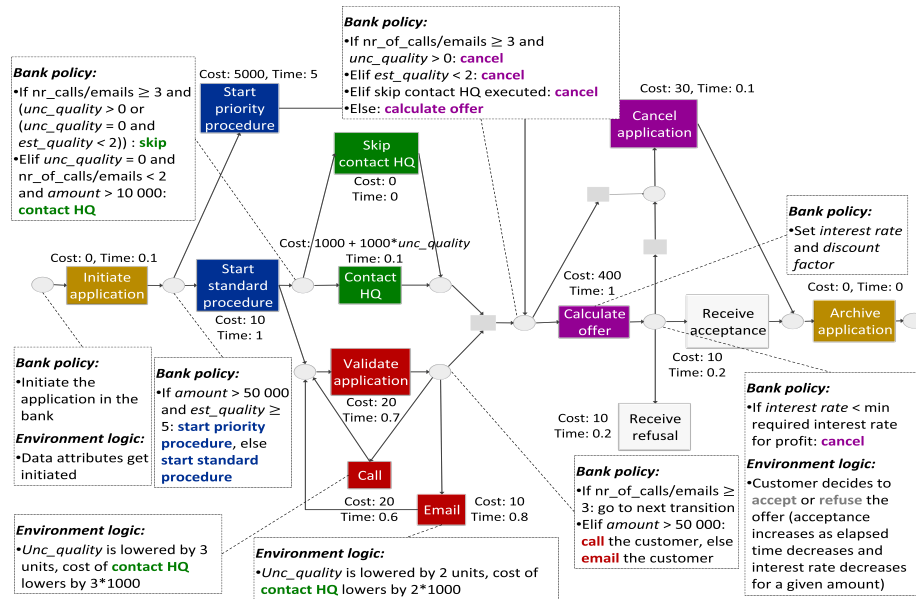 Bank policy:
•If nr_of_calls/emails ≥ 3 and
unc_quality > 0: cancel
•Elif est_quality < 2: cancel
•Elif skip contact HQ executed: cancel
•Else: calculate offer
Bank policy:
•If nr_calls/emails ≥ 3 and
(unc_quality > 0 or
(unc_quality = 0 and
est_quality < 2)) : skip
•Elif unc_quality = 0 and
nr_of_calls/emails < 2
and amount > 10 000:
contact HQ
Cost: 5000, Time: 5
Start
priority
procedure
Cost: 30, Time: 0.1
Cancel
application
Skip
contact HQ
Cost: 0
Time: 0
Bank policy:
•Set interest rate
and discount
factor
Cost: 0, Time: 0.1
Initiate
application
Start
standard
procedure
Cost: 10
Time: 1
Cost: 1000 + 1000*unc_quality
Time: 0.1
Contact
HQ
Cost: 400
Time: 1
Calculate
offer
Receive
acceptance
Cost: 10
Time: 0.2
Cost: 0, Time: 0
Archive
application
Validate
application
Cost: 20
Time: 0.7
Cost: 10
Time: 0.2
Receive
refusal
Bank policy:
•Initiate the
application in the
bank
Environment logic:
•Data attributes get
initiated
Bank policy:
•If amount > 50 000
and est_quality ≥
5: start priority
procedure, else
start standard
procedure
Call
Cost: 20
Time: 0.6
Email
Cost: 10
Time: 0.8
Bank policy:
•If nr_of_calls/emails ≥
3: go to next transition
•Elif amount > 50 000:
call the customer, else
email the customer
Bank policy:
•If interest rate < min
required interest rate
for profit: cancel
Environment logic:
•Customer decides to
accept or refuse the
offer (acceptance
increases as elapsed
time decreases and
interest rate decreases
for a given amount)
Environment logic:
•Unc_quality is lowered by 3
units, cost of contact HQ
lowers by 3*1000
Environment logic:
•Unc_quality is lowered by 2 units, cost of
contact HQ lowers by 2*1000